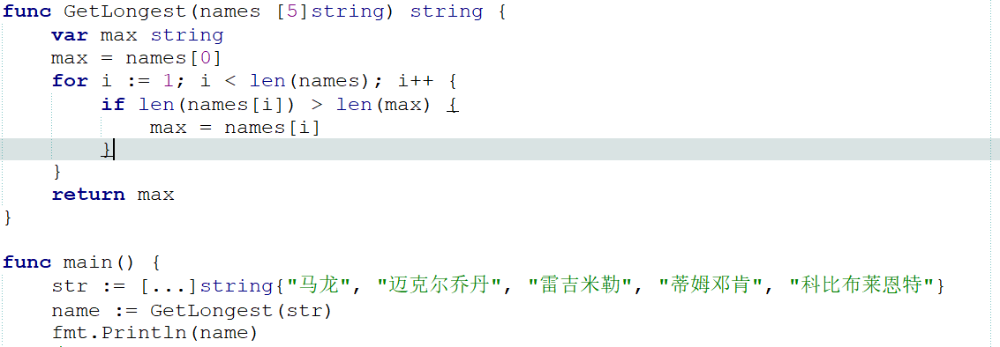 func GetLongest(names [5]string) string {
    var max string
    max = names[0]
    for i := 1; i < len(names); i++ {
        if len(names[i]) > len(max) {
            max = names[i]
        }
    }
    return max
}

func main() {
    str := [...]string{"马龙", "迈克尔乔丹", "雷吉米勒", "蒂姆邓肯", "科比布莱恩特"}
    name := GetLongest(str)
    fmt.Println(name)